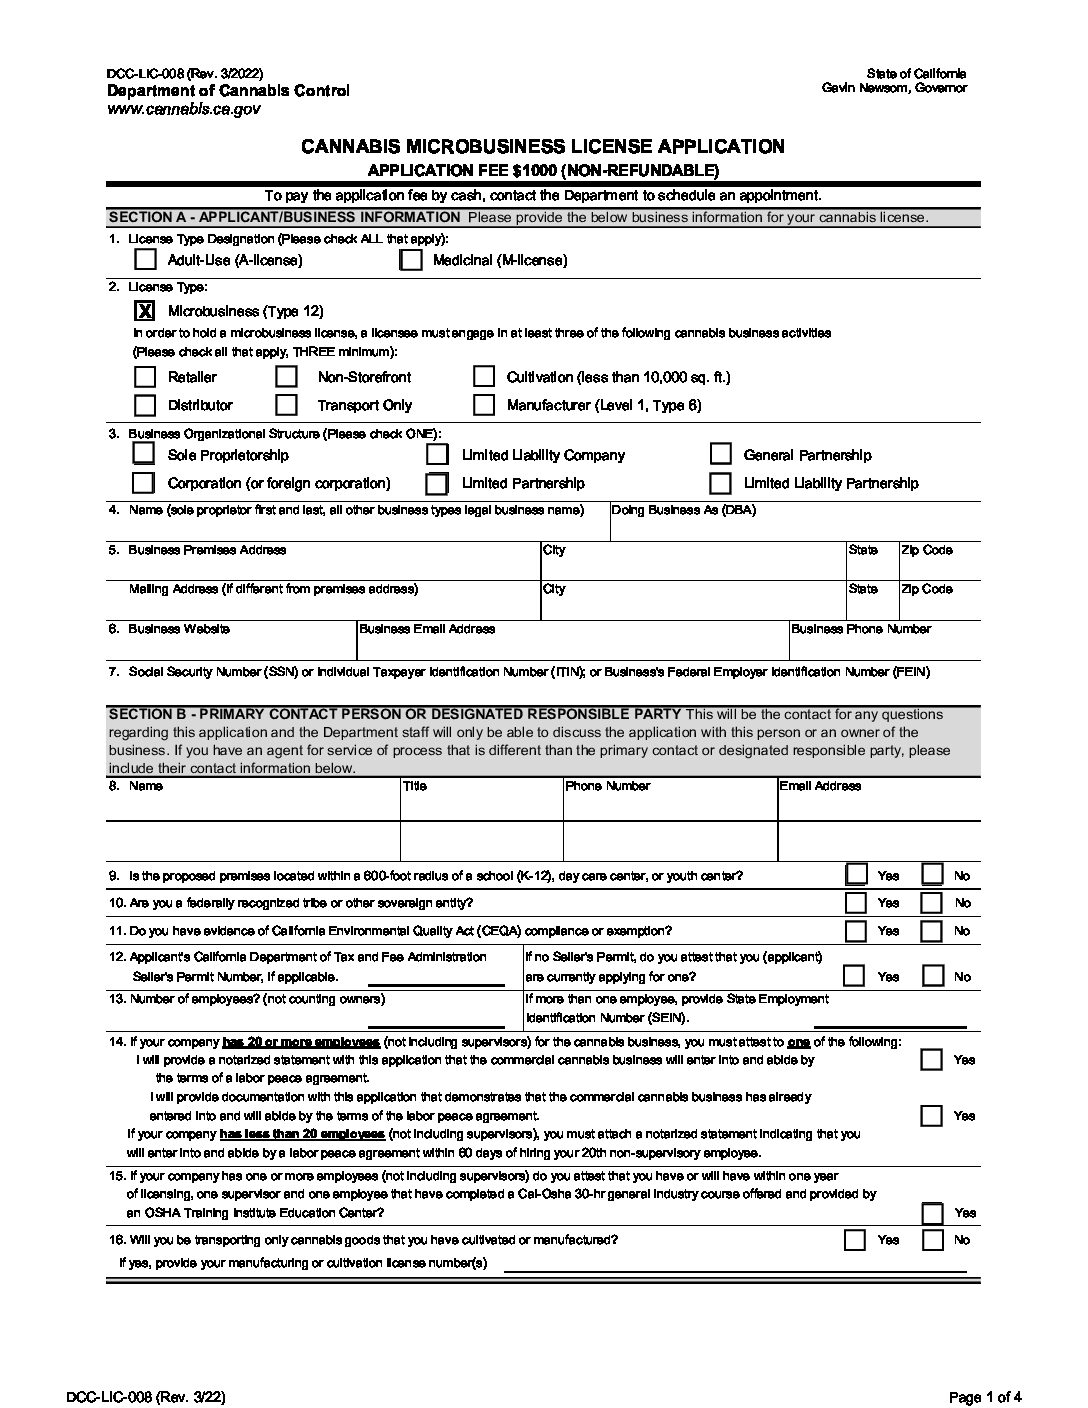 DCC-LIC-008 (Rev. 3/2022)
State of California
Department of Cannabis Control
Gavin Newsom, Governor
www.cannabis.ca.gov
CANNABIS MICROBUSINESS LICENSE APPLICATION
APPLICATION FEE $1000 (NON-REFUNDABLE)
To pay the application fee by cash, contact the Department to schedule an appointment.
SECTION A - APPLICANT/BUSINESS INFORMATION Please provide the below business information for your cannabis license.
1. License Type Designation (Please check ALL that apply):
Adult-Use (A-license) Medicinal (M-license)
2. License Type:
X Microbusiness (Type 12)
In order to hold a microbusiness license, a licensee must engage in at least three of the following cannabis business activities
(Please check all that apply, THREE minimum):
Retailer Non-Storefront Cultivation (less than 10,000 sq. ft.)
Distributor Transport Only Manufacturer (Level 1, Type 6)
3. Business Organizational Structure (Please check ONE):
Sole Proprietorship Limited Liability Company General Partnership
Corporation (or foreign corporation) Limited Partnership Limited Liability Partnership
4. Name (sole proprietor first and last, all other business types legal business name) Doing Business As (DBA)
5. Business Premises Address City State Zip Code
Mailing Address (if different from premises address) City State Zip Code
6. Business Website Business Email Address Business Phone Number
7. Social Security Number (SSN) or Individual Taxpayer Identification Number (ITIN); or Business's Federal Employer Identification Number (FEIN)
SECTION B - PRIMARY CONTACT PERSON OR DESIGNATED RESPONSIBLE PARTY This will be the contact for any questions
regarding this application and the Department staff will only be able to discuss the application with this person or an owner of the
business. If you have an agent for service of process that is different than the primary contact or designated responsible party, please
include their contact information below.
8. Name Title Phone Number Email Address
9. Is the proposed premises located within a 600-foot radius of a school (K-12), day care center, or youth center? Yes No
10. Are you a federally recognized tribe or other sovereign entity? Yes No
11. Do you have evidence of California Environmental Quality Act (CEQA) compliance or exemption? Yes No
12. Applicant's California Department of Tax and Fee Administration If no Seller's Permit, do you attest that you (applicant)
Seller's Permit Number, if applicable. are currently applying for one? Yes No
13. Number of employees? (not counting owners) If more than one employee, provide State Employment
Identification Number (SEIN).
14. If your company has 20 or more employees (not including supervisors) for the cannabis business, you must attest to one of the following:
I will provide a notarized statement with this application that the commercial cannabis business will enter into and abide by Yes
the terms of a labor peace agreement.
I will provide documentation with this application that demonstrates that the commercial cannabis business has already
entered into and will abide by the terms of the labor peace agreement. Yes
If your company has less than 20 employees (not including supervisors), you must attach a notarized statement indicating that you
will enter into and abide by a labor peace agreement within 60 days of hiring your 20th non-supervisory employee.
15. If your company has one or more employees (not including supervisors) do you attest that you have or will have within one year
of licensing, one supervisor and one employee that have completed a Cal-Osha 30-hr general industry course offered and provided by
an OSHA Training Institute Education Center? Yes
16. Will you be transporting only cannabis goods that you have cultivated or manufactured? Yes No
If yes, provide your manufacturing or cultivation license number(s)
DCC-LIC-008 (Rev. 3/22)
Page 1 of 4